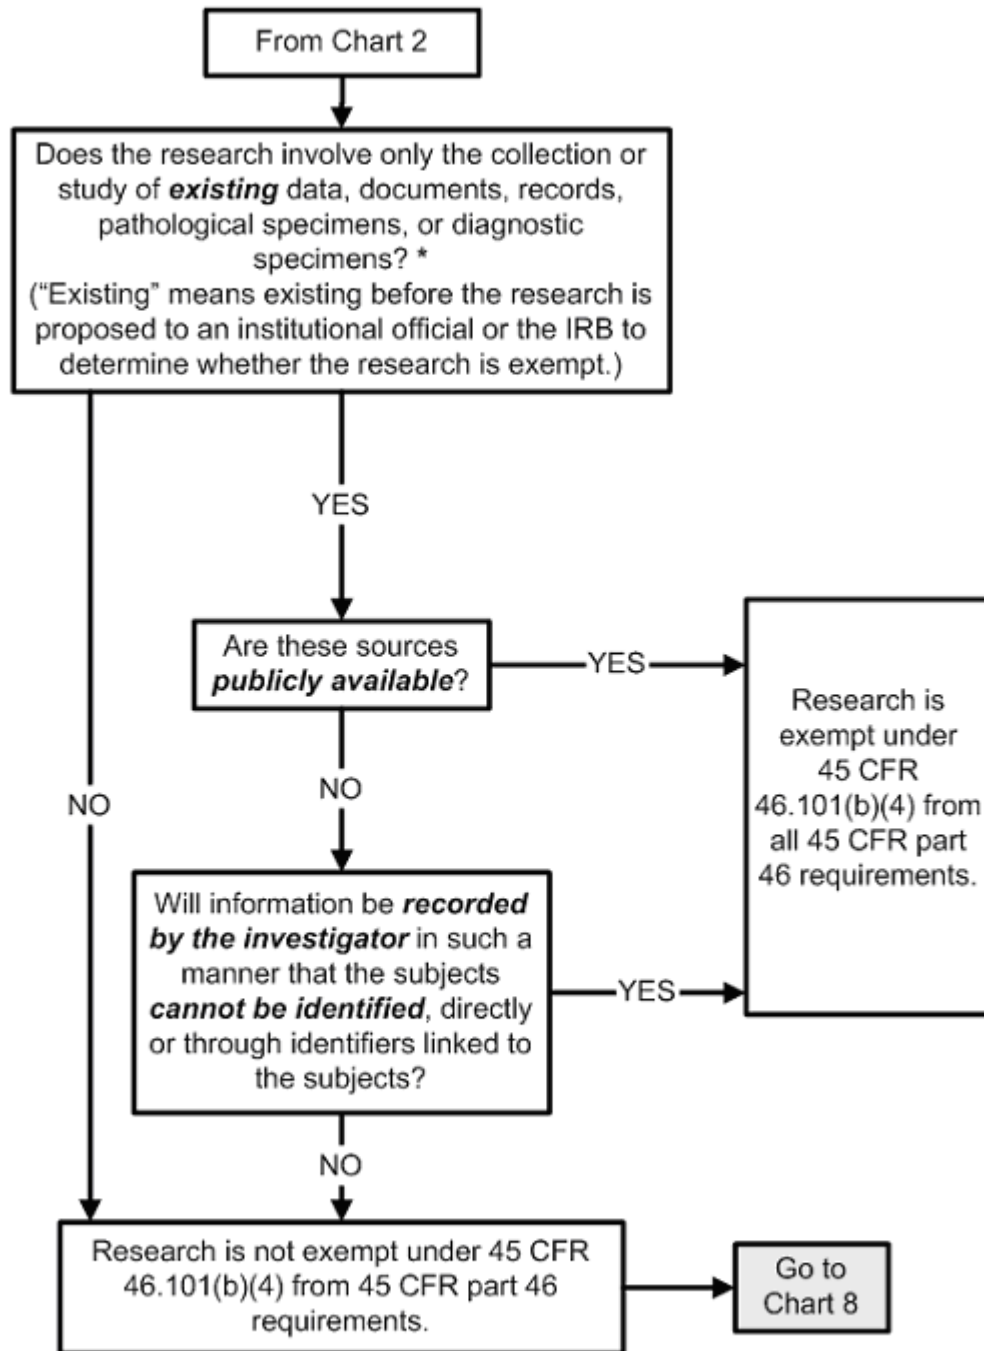 From Chart 2
Does the research involve only the collection or
study of existing data, documents, records,
pathological specimens, or diagnostic
specimens? *
(“Existing” means existing before the research is
proposed to an institutional official or the IRB to
determine whether the research is exempt.)
YES
Are these sources
publicly available?
YES
Research is
exempt under
45 CFR
46.101(b)(4) from
all 45 CFR part
46 requirements.
NO
NO
Will information be recorded
by the investigator in such a
manner that the subjects
cannot be identified, directly
or through identifiers linked to
the subjects?
YES
NO
Research is not exempt under 45 CFR
46.101(b)(4) from 45 CFR part 46
requirements.
Go to
Chart 8